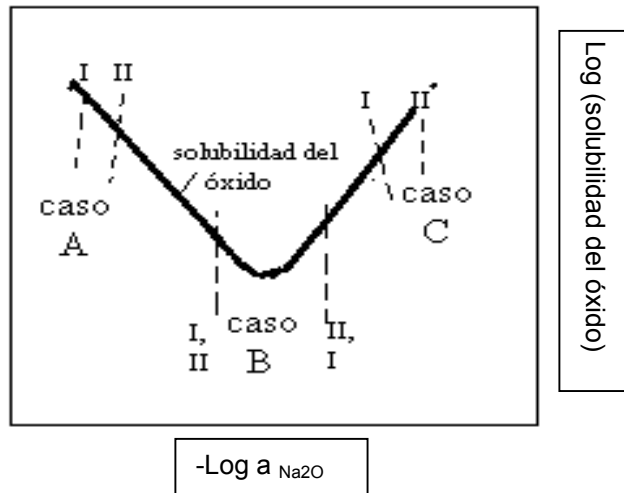 I II
I II
solubilidad del
óxido
caso
A
caso
C
I,
II
caso
B
II,
I
Log (solubilidad del óxido)
-Log a Na2O